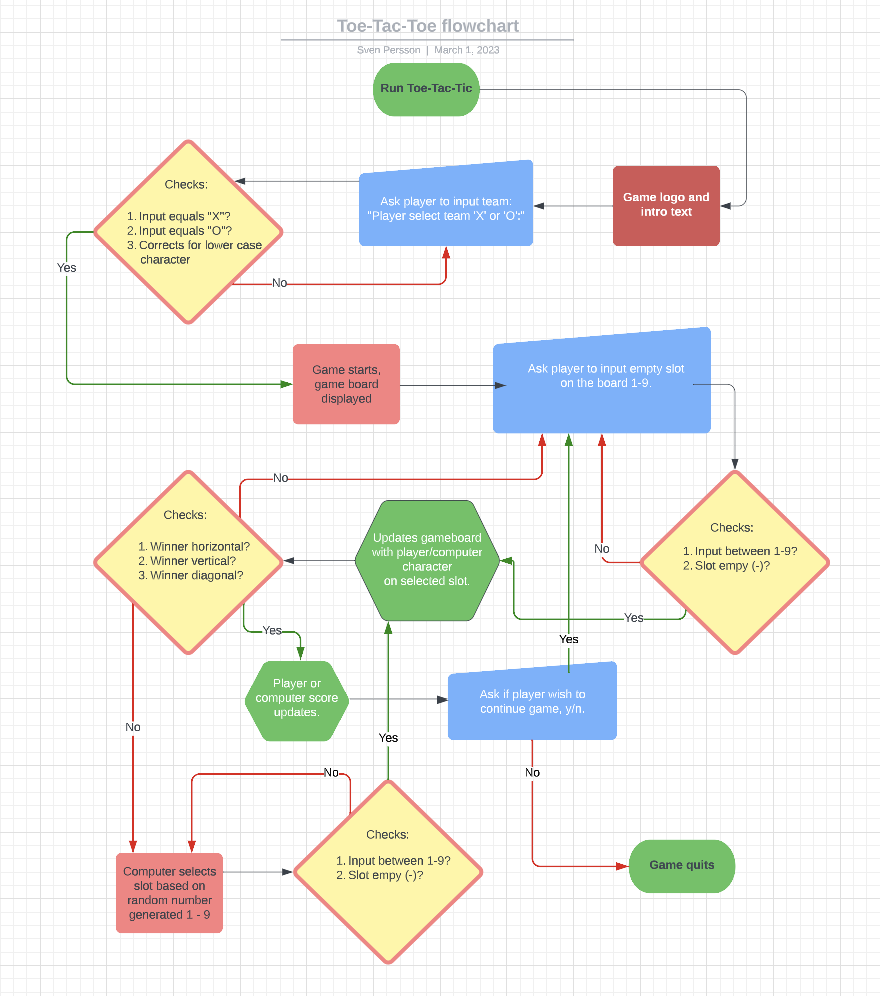 Toe-Tac-Toe flowchart
Sven Persson | March 1, 2023
Run Toe-Tac-Tic
Checks:
1. Input equals "X"?
2. Input equals "O"?
3. Corrects for lower case
character
Ask player to input team:
"Player select team 'X' or 'O':"
Game logo and
intro text
Yes
No
Game starts,
game board
displayed
Ask player to input empty slot
on the board 1-9.
No
Checks:
1. Winner horizontal?
2. Winner vertical?
3. Winner diagonal?
Updates gameboard
with player/computer
character
on selected slot.
No
Checks:
1. Input between 1-9?
2. Slot empy (-)?
Yes
Yes
Yes
Player or
computer score
updates.
Ask if player wish to
continue game, y/n.
No
Yes
No
No
Checks:
1. Input between 1-9?
2. Slot empy (-)?
Computer selects
slot based on
random number
generated 1 - 9
Game quits